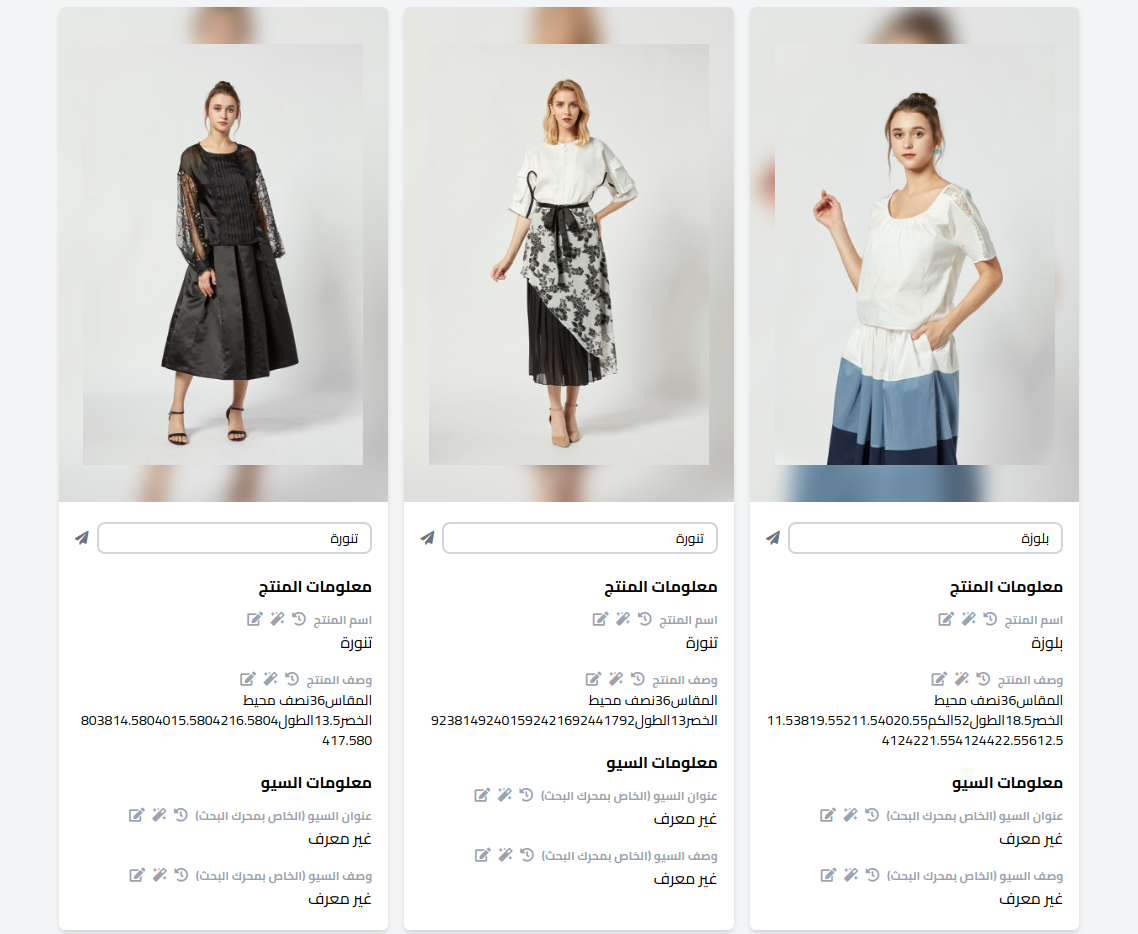 بلوزة
معلومات المنتج
اسم المنتج
بلوزة
وصف المنتج
المقاس36نصف محيط
الخصر18.5الطول52الكم11.53819.55211.54020.55
4124221.554124422.55612.5
معلومات السيو
عنوان السيو (الخاص بمحرك البحث)
غير معرف
وصف السيو (الخاص بمحرك البحث)
غير معرف
تنورة
معلومات المنتج
اسم المنتج
تنورة
وصف المنتج
المقاس36نصف محيط
الخصر13الطول92381492401592421692441792
معلومات السيو
عنوان السيو (الخاص بمحرك البحث)
غير معرف
وصف السيو (الخاص بمحرك البحث)
غير معرف
تنورة
معلومات المنتج
اسم المنتج
تنورة
وصف المنتج
المقاس36نصف محيط
الخصر13.5الطول803814.5804015.5804216.5804
417.580
معلومات السيو
عنوان السيو (الخاص بمحرك البحث)
غير معرف
وصف السيو (الخاص بمحرك البحث)
غير معرف